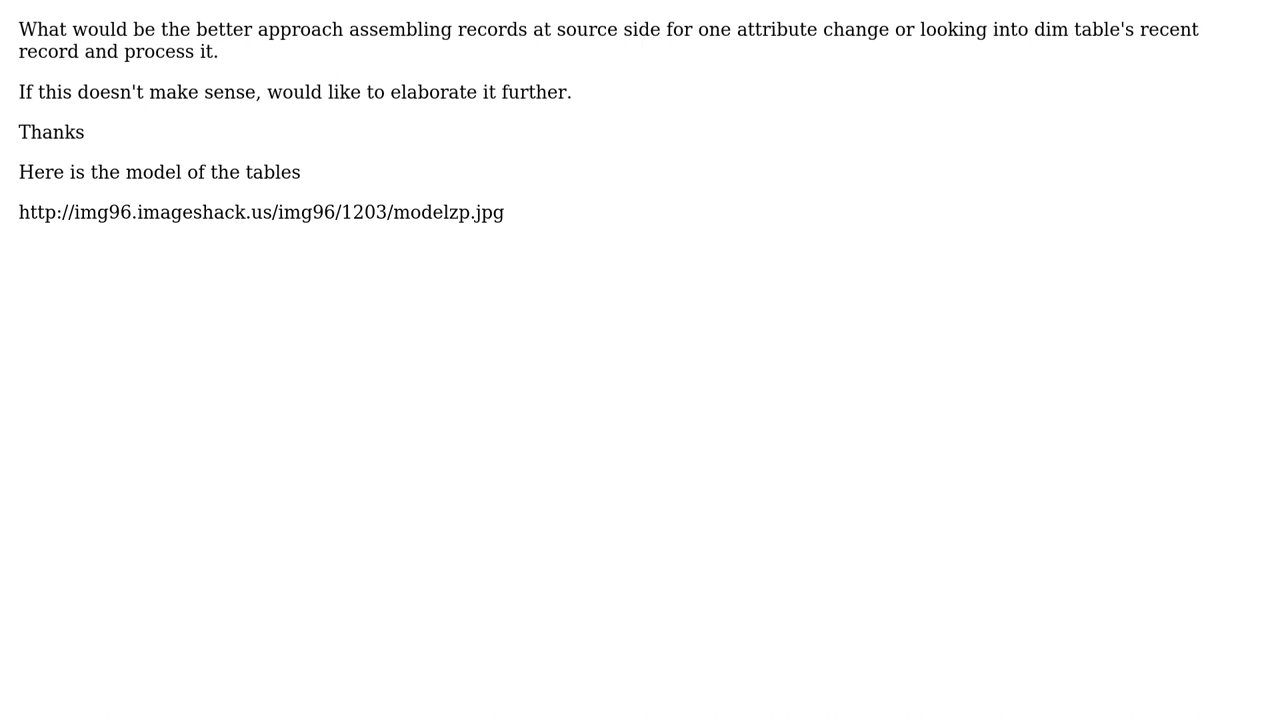 What would be the better approach assembling records at source side for one attribute change or looking into dim table's recent
record and process it.
If this doesn't make sense, would like to elaborate it further.
Thanks
Here is the model of the tables
http://img96.imageshack.us/img96/1203/modelzp.jpg